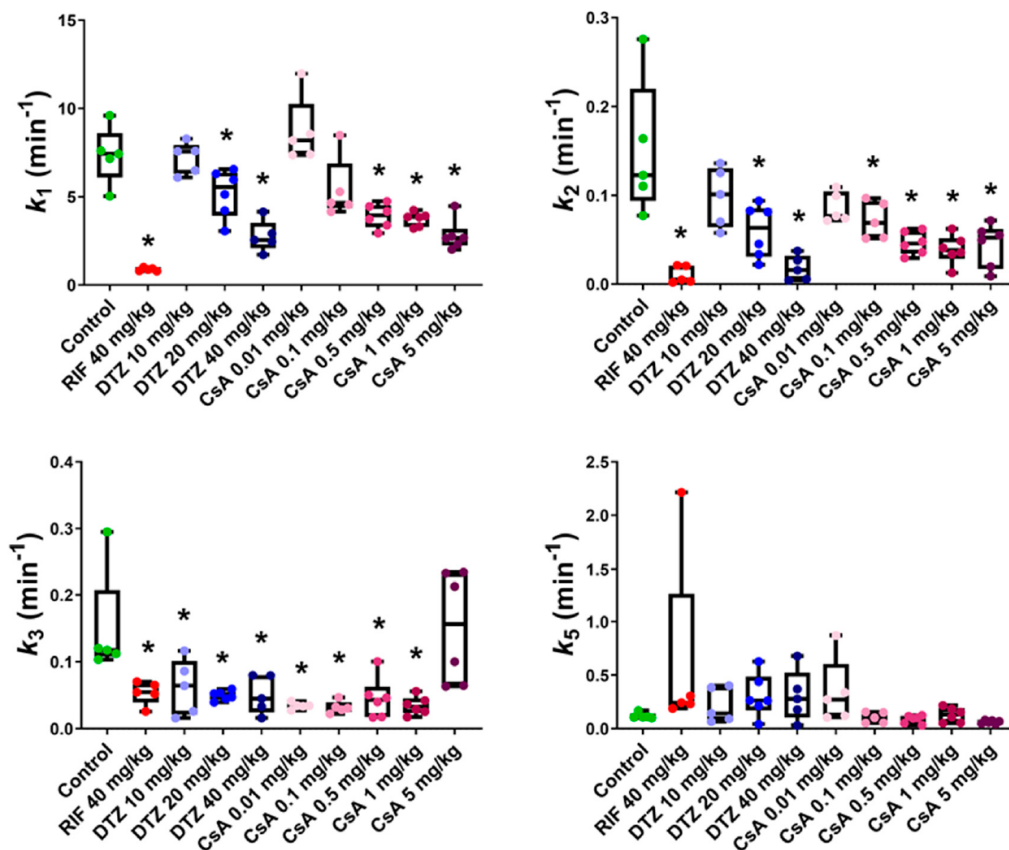 k1 (min⁻¹)
15
10
5
0
* * * * * *
Control
RIF 40 mg/kg
DTZ 10 mg/kg
DTZ 20 mg/kg
DTZ 40 mg/kg
CsA 0.01 mg/kg
CsA 0.1 mg/kg
CsA 0.5 mg/kg
CsA 1 mg/kg
CsA 5 mg/kg
k2 (min⁻¹)
0.3
0.2
0.1
0.0
* * * * * * *
Control
RIF 40 mg/kg
DTZ 10 mg/kg
DTZ 20 mg/kg
DTZ 40 mg/kg
CsA 0.01 mg/kg
CsA 0.1 mg/kg
CsA 0.5 mg/kg
CsA 1 mg/kg
CsA 5 mg/kg
k3 (min⁻¹)
0.4
0.3
0.2
0.1
0.0
* * * * * * * *
Control
RIF 40 mg/kg
DTZ 10 mg/kg
DTZ 20 mg/kg
DTZ 40 mg/kg
CsA 0.01 mg/kg
CsA 0.1 mg/kg
CsA 0.5 mg/kg
CsA 1 mg/kg
CsA 5 mg/kg
k5 (min⁻¹)
2.5
2.0
1.5
1.0
0.5
0.0
Control
RIF 40 mg/kg
DTZ 10 mg/kg
DTZ 20 mg/kg
DTZ 40 mg/kg
CsA 0.01 mg/kg
CsA 0.1 mg/kg
CsA 0.5 mg/kg
CsA 1 mg/kg
CsA 5 mg/kg